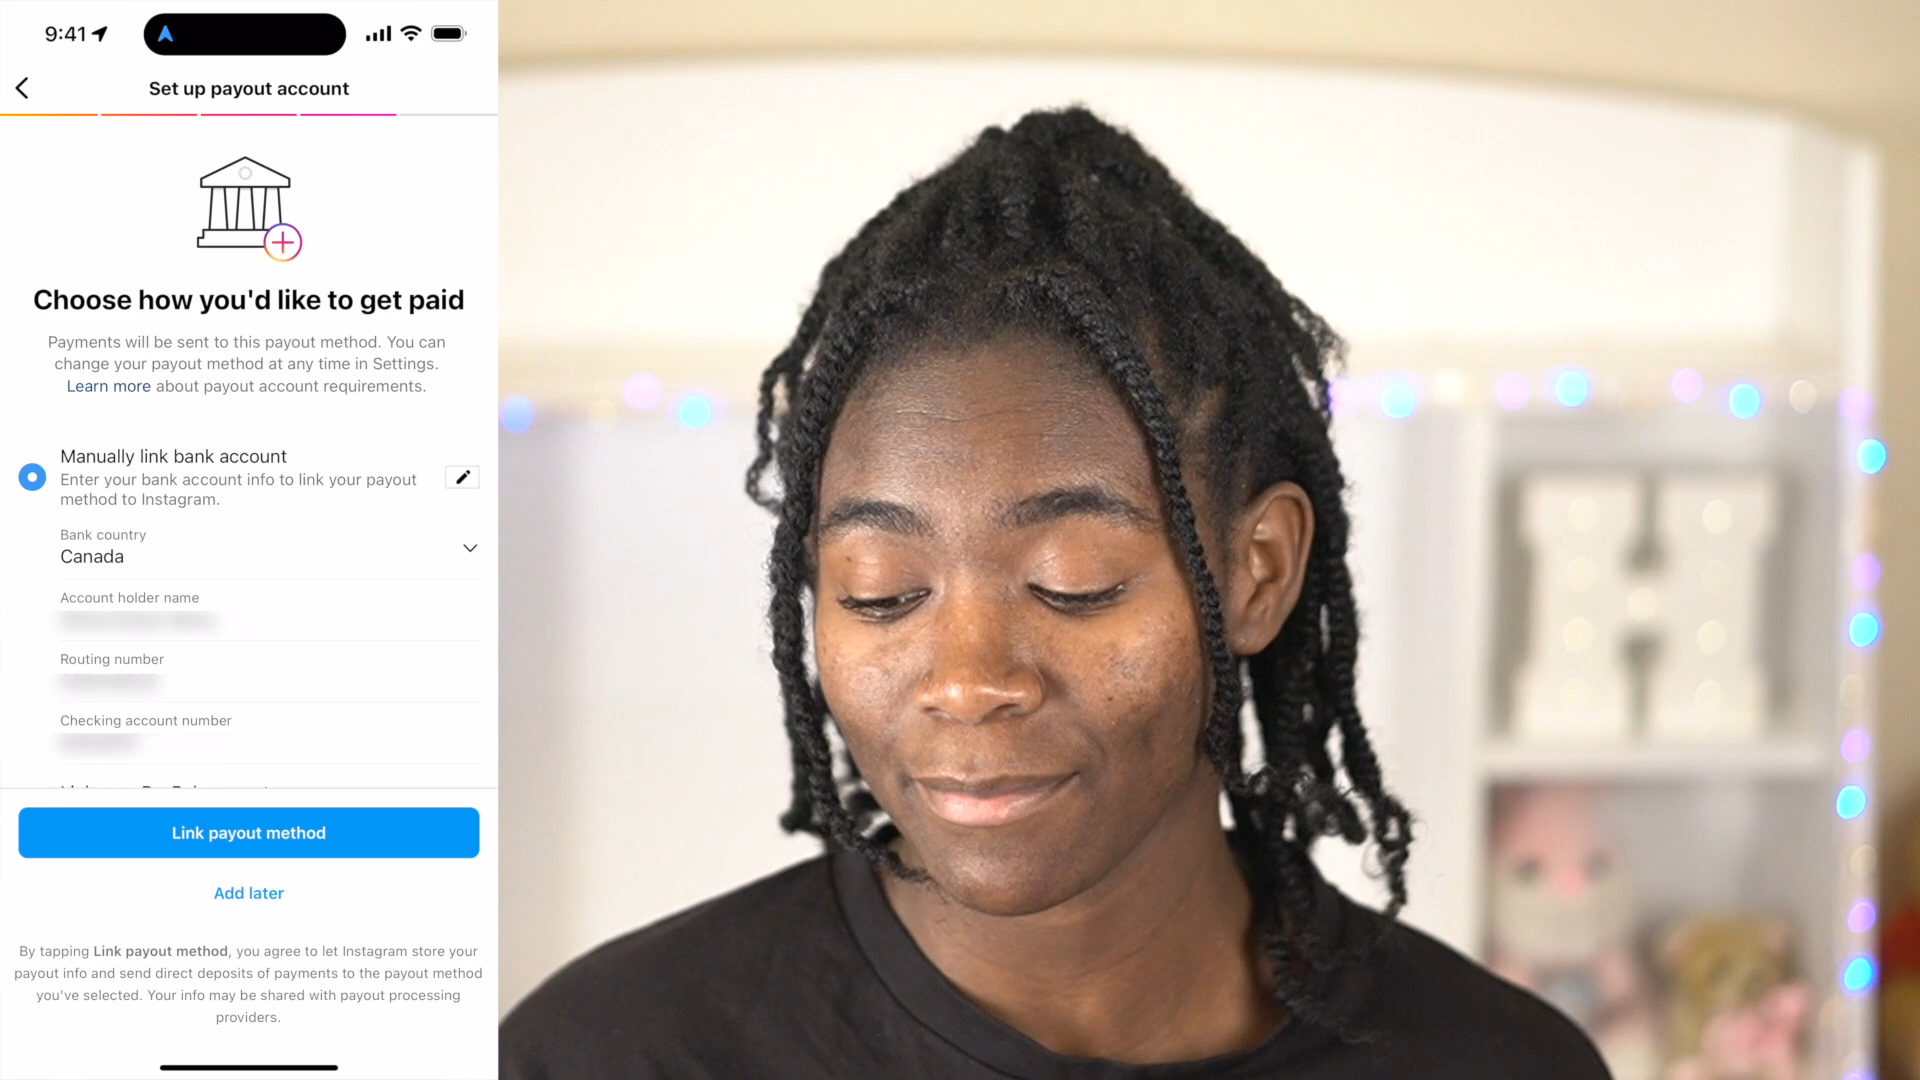 9:41
Set up payout account
Choose how you'd like to get paid
Payments will be sent to this payout method. You can
change your payout method at any time in Settings.
Learn more about payout account requirements.
Manually link bank account
Enter your bank account info to link your payout
method to Instagram.
Bank country
Canada
Account holder name
Routing number
Checking account number
Link payout method
Add later
By tapping Link payout method, you agree to let Instagram store your
payout info and send direct deposits of payments to the payout method
you've selected. Your info may be shared with payout processing
providers.
H